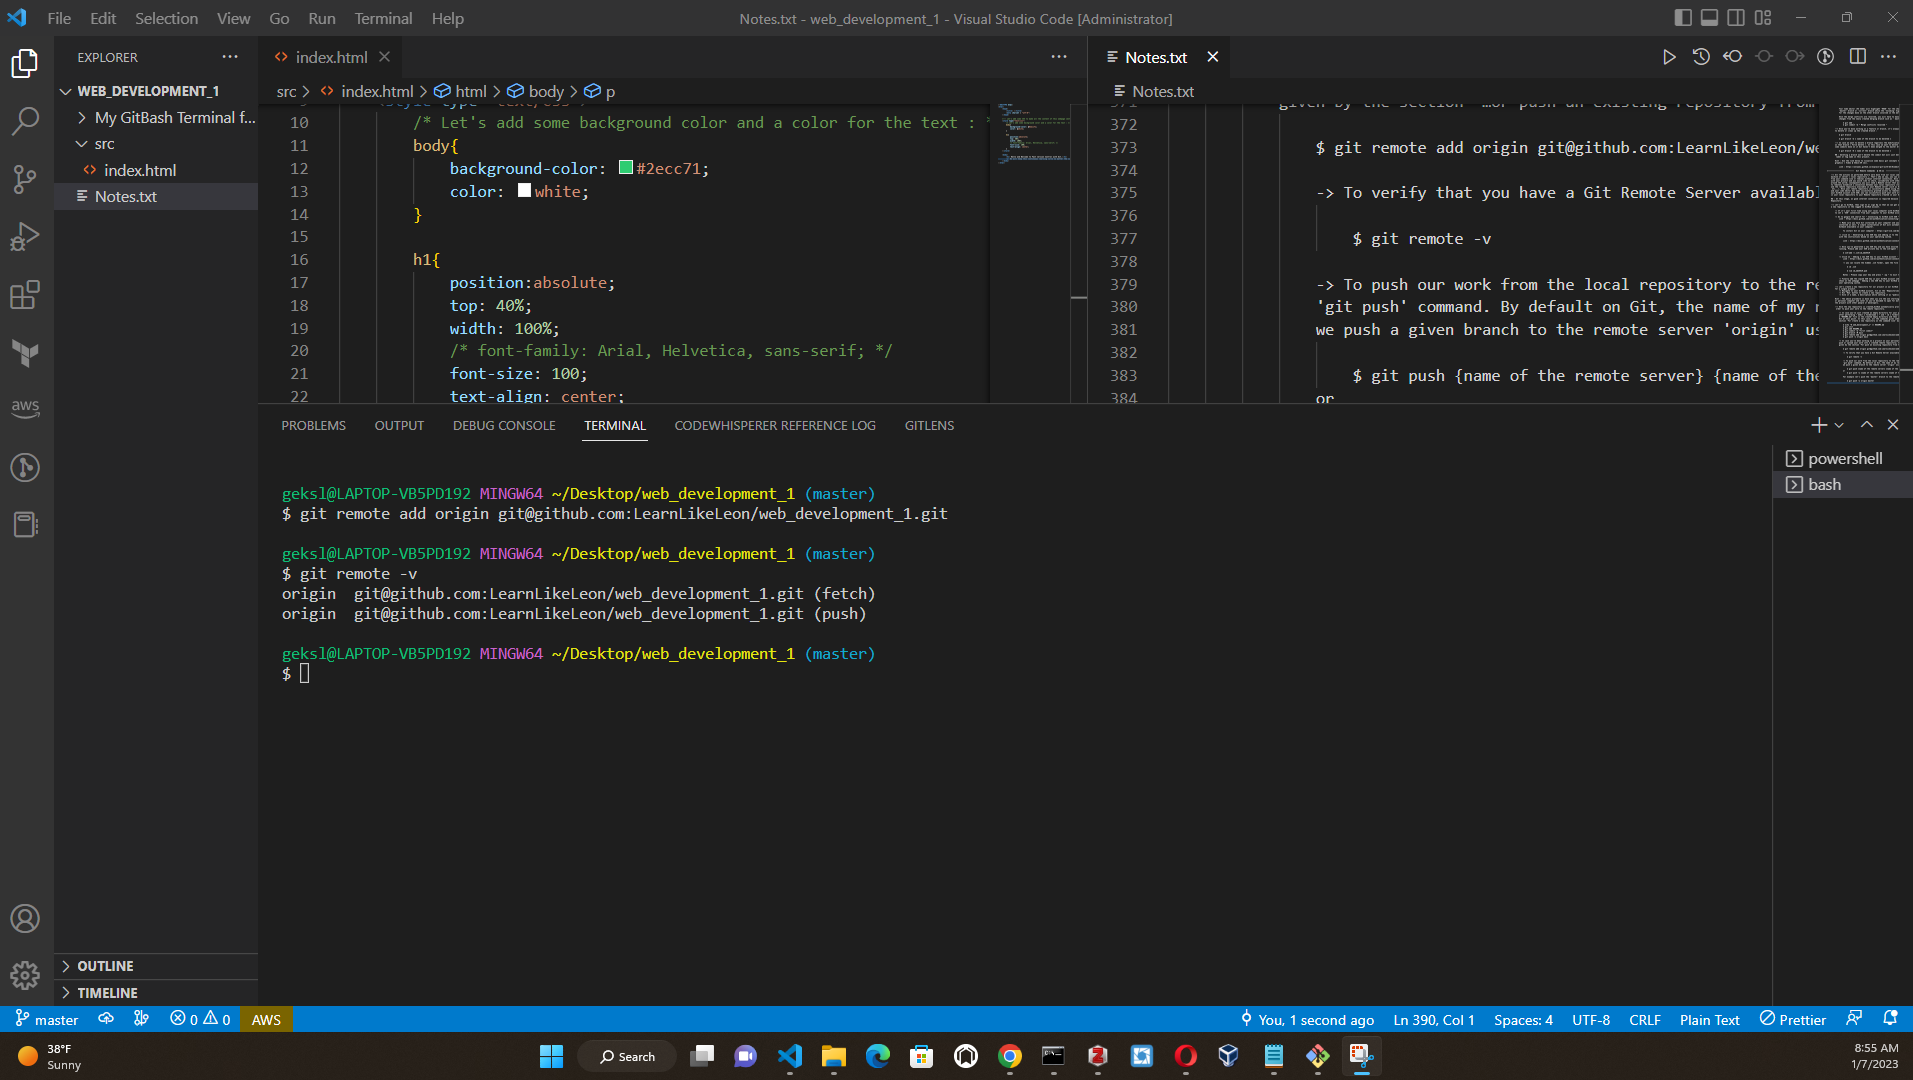 File Edit Selection View Go Run Terminal Help
Notes.txt - web_development_1 - Visual Studio Code [Administrator]
EXPLORER
WEB_DEVELOPMENT_1
My GitBash Terminal f...
src
index.html
Notes.txt
OUTLINE
TIMELINE
index.html
src > index.html > html > body > p
10 /* Let's add some background color and a color for the text :
11 body{
12 background-color: #2ecc71;
13 color: white;
14 }
15
16 h1{
17 position:absolute;
18 top: 40%;
19 width: 100%;
20 /* font-family: Arial, Helvetica, sans-serif; */
21 font-size: 100;
22 text-align: center;
Notes.txt
Notes.txt
371 given by the section "…or push an existing repository from
372
373 $ git remote add origin git@github.com:LearnLikeLeon/we
374
375 -> To verify that you have a Git Remote Server availabl
376
377 $ git remote -v
378
379 -> To push our work from the local repository to the re
380 'git push' command. By default on Git, the name of my r
381 we push a given branch to the remote server 'origin' us
382
383 $ git push {name of the remote server} {name of the
384 or
PROBLEMS OUTPUT DEBUG CONSOLE TERMINAL CODEWHISPERER REFERENCE LOG GITLENS
powershell
bash
geksl@LAPTOP-VB5PD192 MINGW64 ~/Desktop/web_development_1 (master)
$ git remote add origin git@github.com:LearnLikeLeon/web_development_1.git
geksl@LAPTOP-VB5PD192 MINGW64 ~/Desktop/web_development_1 (master)
$ git remote -v
origin git@github.com:LearnLikeLeon/web_development_1.git (fetch)
origin git@github.com:LearnLikeLeon/web_development_1.git (push)
geksl@LAPTOP-VB5PD192 MINGW64 ~/Desktop/web_development_1 (master)
$
aws
master 0 0 AWS
You, 1 second ago Ln 390, Col 1 Spaces: 4 UTF-8 CRLF Plain Text Prettier
38°F
Sunny
Search
8:55 AM
1/7/2023